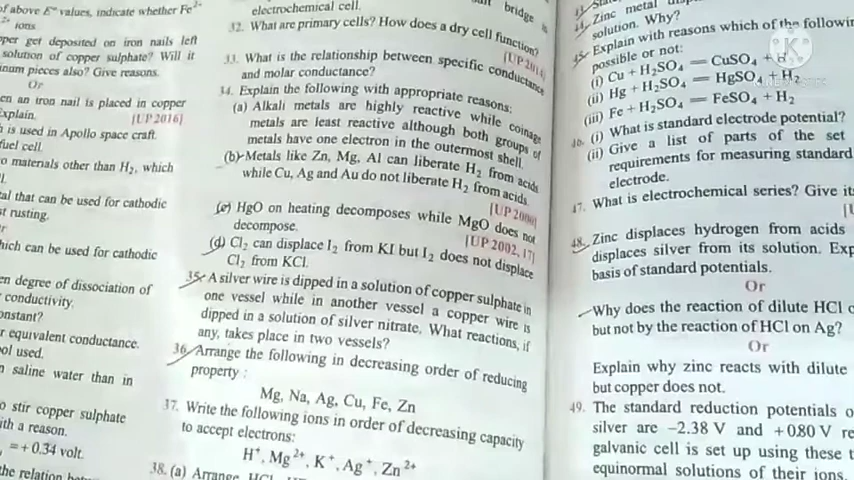 of above E° values, indicate whether Fe²⁺
²⁺ ions
per get deposited on iron nails left
solution of copper sulphate? Will it
inum pieces also? Give reasons.
Or
en an iron nail is placed in copper
xplain. [UP 2016]
h is used in Apollo space craft.
fuel cell.
o materials other than H₂, which
l.
tal that can be used for cathodic
st rusting.
r
hich can be used for cathodic
en degree of dissociation of
conductivity.
onstant?
r equivalent conductance.
ol used.
n saline water than in
o stir copper sulphate
ith a reason.
= +0.34 volt.
the relation
electrochemical cell.
32. What are primary cells? How does a dry cell function?
[UP 2014]
33. What is the relationship between specific conductance
and molar conductance?
34. Explain the following with appropriate reasons:
(a) Alkali metals are highly reactive while coinage
metals are least reactive although both groups of
metals have one electron in the outermost shell.
(b) Metals like Zn, Mg, Al can liberate H₂ from acids
while Cu, Ag and Au do not liberate H₂ from acids.
[UP 2000]
(c) HgO on heating decomposes while MgO does not
decompose. [UP 2002, 17]
(d) Cl₂ can displace I₂ from KI but I₂ does not displace
Cl₂ from KCl.
35. A silver wire is dipped in a solution of copper sulphate in
one vessel while in another vessel a copper wire is
dipped in a solution of silver nitrate. What reactions, if
any, takes place in two vessels?
36. Arrange the following in decreasing order of reducing
property :
Mg, Na, Ag, Cu, Fe, Zn
37. Write the following ions in order of decreasing capacity
to accept electrons:
H⁺, Mg²⁺, K⁺, Ag⁺, Zn²⁺
38. (a) Arrange HCl,
bridge is
44. Zinc metal
solution. Why?
45. Explain with reasons which of the followin
possible or not:
(i) Cu + H₂SO₄ = CuSO₄ + H
(ii) Hg + H₂SO₄ = HgSO₄ + H₂
(iii) Fe + H₂SO₄ = FeSO₄ + H₂
46. (i) What is standard electrode potential?
(ii) Give a list of parts of the set
requirements for measuring standard
electrode.
47. What is electrochemical series? Give it
[U
48. Zinc displaces hydrogen from acids
displaces silver from its solution. Exp
basis of standard potentials.
Or
Why does the reaction of dilute HCl
but not by the reaction of HCl on Ag?
Or
Explain why zinc reacts with dilute
but copper does not.
49. The standard reduction potentials o
silver are –2.38 V and +0.80 V re
galvanic cell is set up using these t
equinormal solutions of their ions.
KINEMASTER